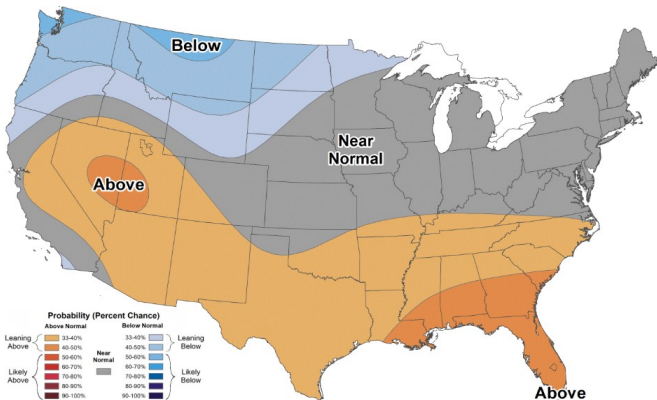 Below
Near
Normal
Above
Above
Probability (Percent Chance)
Above Normal
Below Normal
Leaning
Above
33-40%
40-50%
Likely
Above
50-60%
60-70%
70-80%
80-90%
90-100%
Near
Normal
33-40%
40-50%
Leaning
Below
50-60%
60-70%
70-80%
80-90%
90-100%
Likely
Below